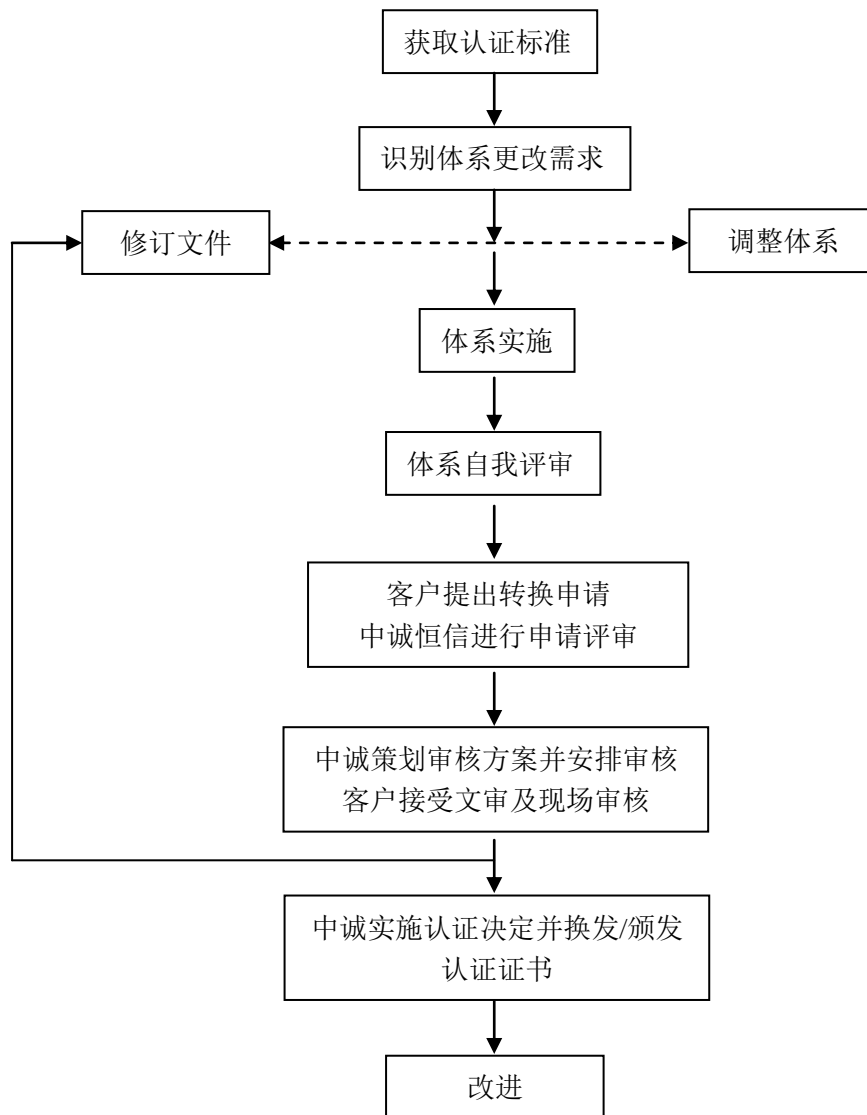 获取认证标准
识别体系更改需求
修订文件
调整体系
体系实施
体系自我评审
客户提出转换申请
中诚恒信进行申请评审
中诚策划审核方案并安排审核
客户接受文审及现场审核
中诚实施认证决定并换发/颁发
认证证书
改进